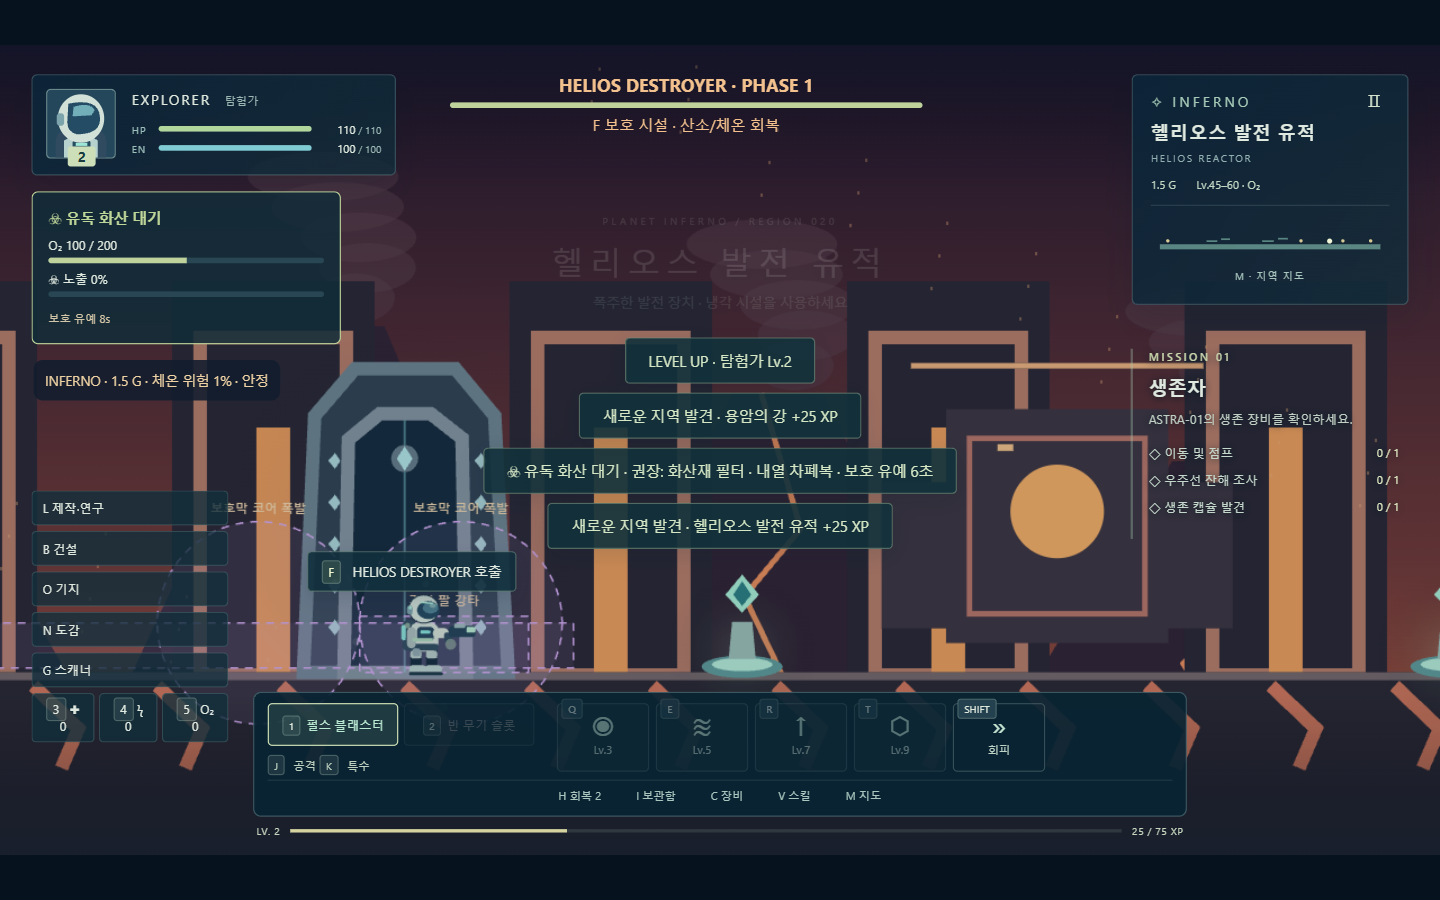 EXPLORER 탐험가
HP 110 / 110
EN 100 / 100
2
HELIOS DESTROYER · PHASE 1
F 보호 시설 · 산소/체온 회복
✧ INFERNO II
헬리오스 발전 유적
HELIOS REACTOR
1.5 G Lv.45–60 · O₂
M · 지역 지도
☣ 유독 화산 대기
O₂ 100 / 200
☣ 노출 0%
보호 유예 8s
INFERNO · 1.5 G · 체온 위험 1% · 안정
PLANET INFERNO / REGION 020
헬리오스 발전 유적
폭주한 발전 장치 · 냉각 시설을 사용하세요
LEVEL UP · 탐험가 Lv.2
새로운 지역 발견 · 용암의 강 +25 XP
☣ 유독 화산 대기 · 권장: 화산재 필터 · 내열 차폐복 · 보호 유예 6초
새로운 지역 발견 · 헬리오스 발전 유적 +25 XP
MISSION 01
생존자
ASTRA-01의 생존 장비를 확인하세요.
◇ 이동 및 점프 0 / 1
◇ 우주선 잔해 조사 0 / 1
◇ 생존 캡슐 발견 0 / 1
보호막 코어 폭발
보호막 코어 폭발
F HELIOS DESTROYER 호출
팔 강타
L 제작·연구
B 건설
O 기지
N 도감
G 스캐너
3 ✚ 0
4 0
5 O₂ 0
1 펄스 블래스터
2 빈 무기 슬롯
J 공격 K 특수
Q Lv.3
E Lv.5
R Lv.7
T Lv.9
SHIFT » 회피
H 회복 2 I 보관함 C 장비 V 스킬 M 지도
LV. 2 25 / 75 XP